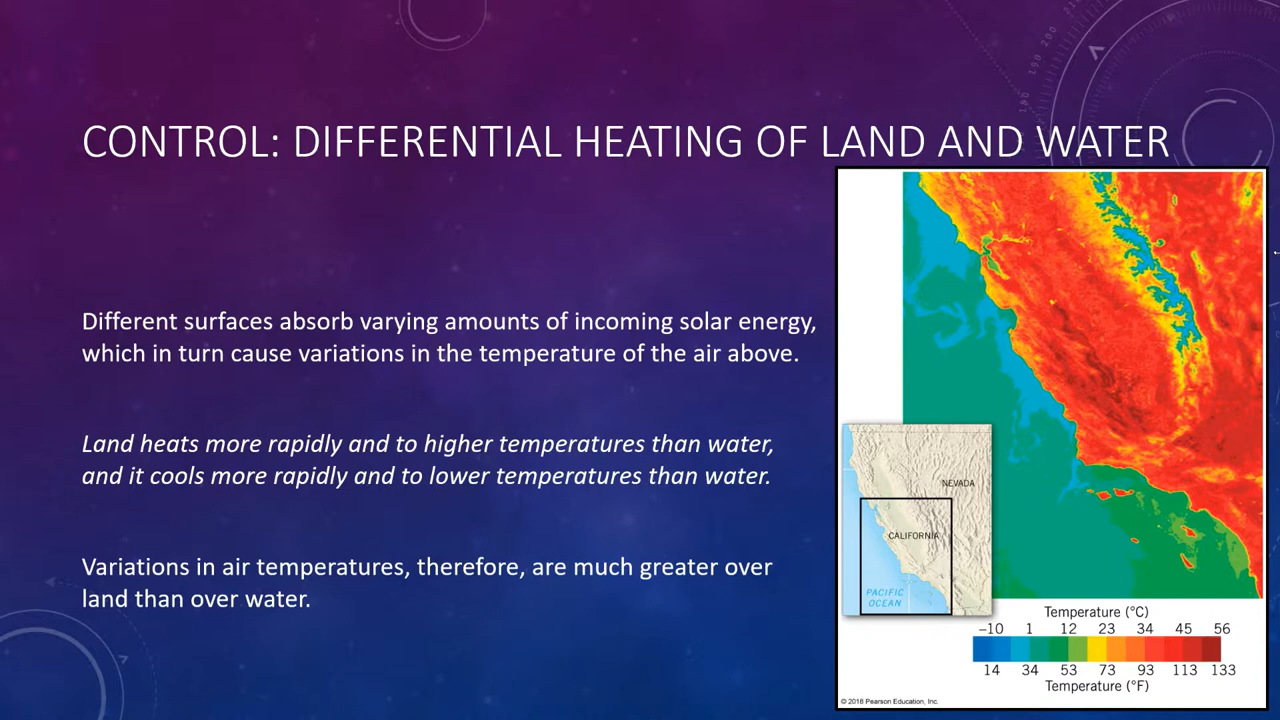 CONTROL: DIFFERENTIAL HEATING OF LAND AND WATER
Different surfaces absorb varying amounts of incoming solar energy,
which in turn cause variations in the temperature of the air above.
Land heats more rapidly and to higher temperatures than water,
and it cools more rapidly and to lower temperatures than water.
Variations in air temperatures, therefore, are much greater over
land than over water.
NEVADA
CALIFORNIA
PACIFIC
OCEAN
Temperature (°C)
−10 1 12 23 34 45 56
14 34 53 73 93 113 133
Temperature (°F)
© 2018 Pearson Education, Inc.
190 200